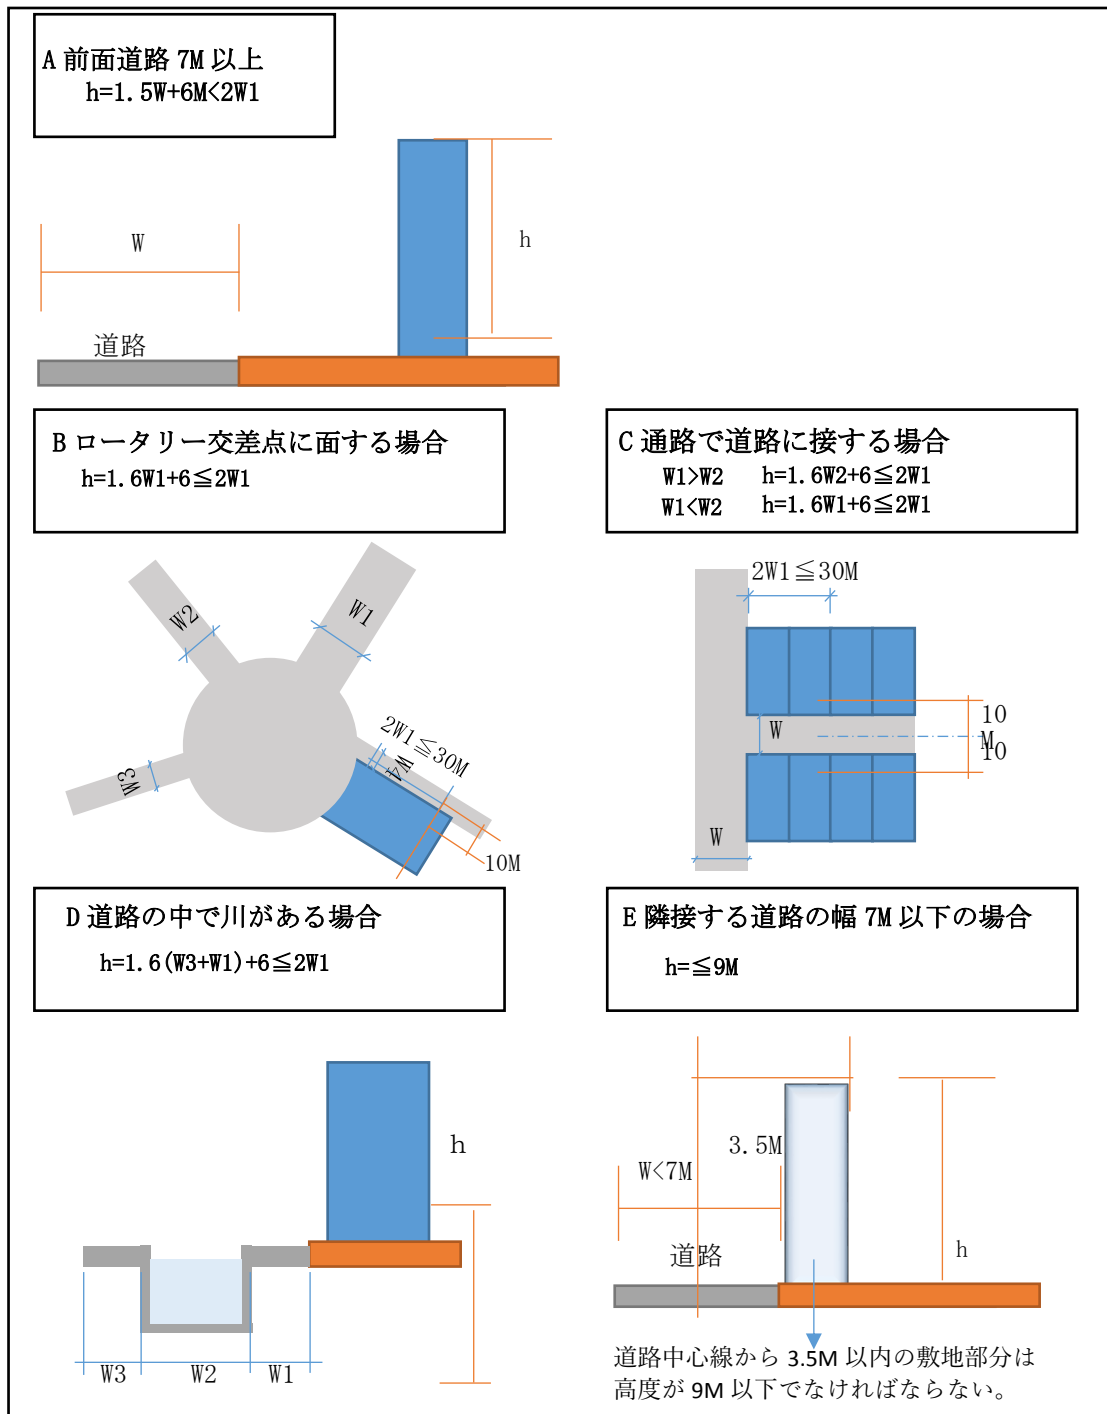 A 前面道路 7M 以上
h=1.5W+6M<2W1
W
h
道路
B ロータリー交差点に面する場合
h=1.6W1+6≦2W1
C 通路で道路に接する場合
W1>W2 h=1.6W2+6≦2W1
W1<W2 h=1.6W1+6≦2W1
W2
W1
W3
2W1≦30M
W4
10M
2W1≦30M
10
M
10
W
W
D 道路の中で川がある場合
h=1.6(W3+W1)+6≦2W1
E 隣接する道路の幅 7M 以下の場合
h=≦9M
h
W3
W2
W1
3.5M
W<7M
道路
h
道路中心線から 3.5M 以内の敷地部分は
高度が 9M 以下でなければならない。